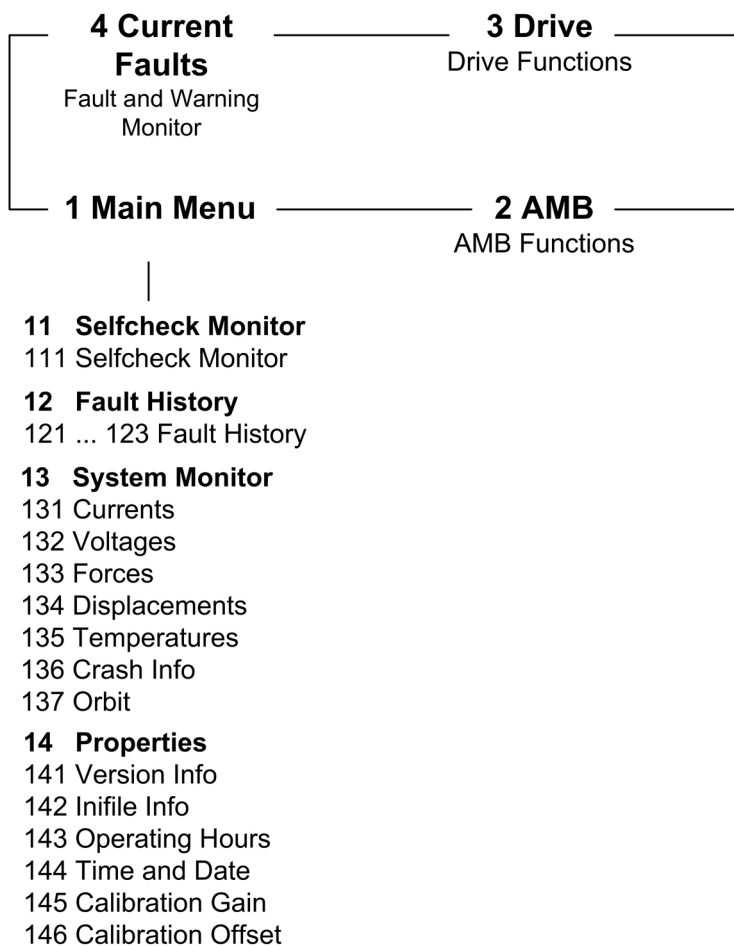 4 Current
Faults
Fault and Warning
Monitor
3 Drive
Drive Functions
1 Main Menu
2 AMB
AMB Functions
11 Selfcheck Monitor
111 Selfcheck Monitor
12 Fault History
121 ... 123 Fault History
13 System Monitor
131 Currents
132 Voltages
133 Forces
134 Displacements
135 Temperatures
136 Crash Info
137 Orbit
14 Properties
141 Version Info
142 Inifile Info
143 Operating Hours
144 Time and Date
145 Calibration Gain
146 Calibration Offset